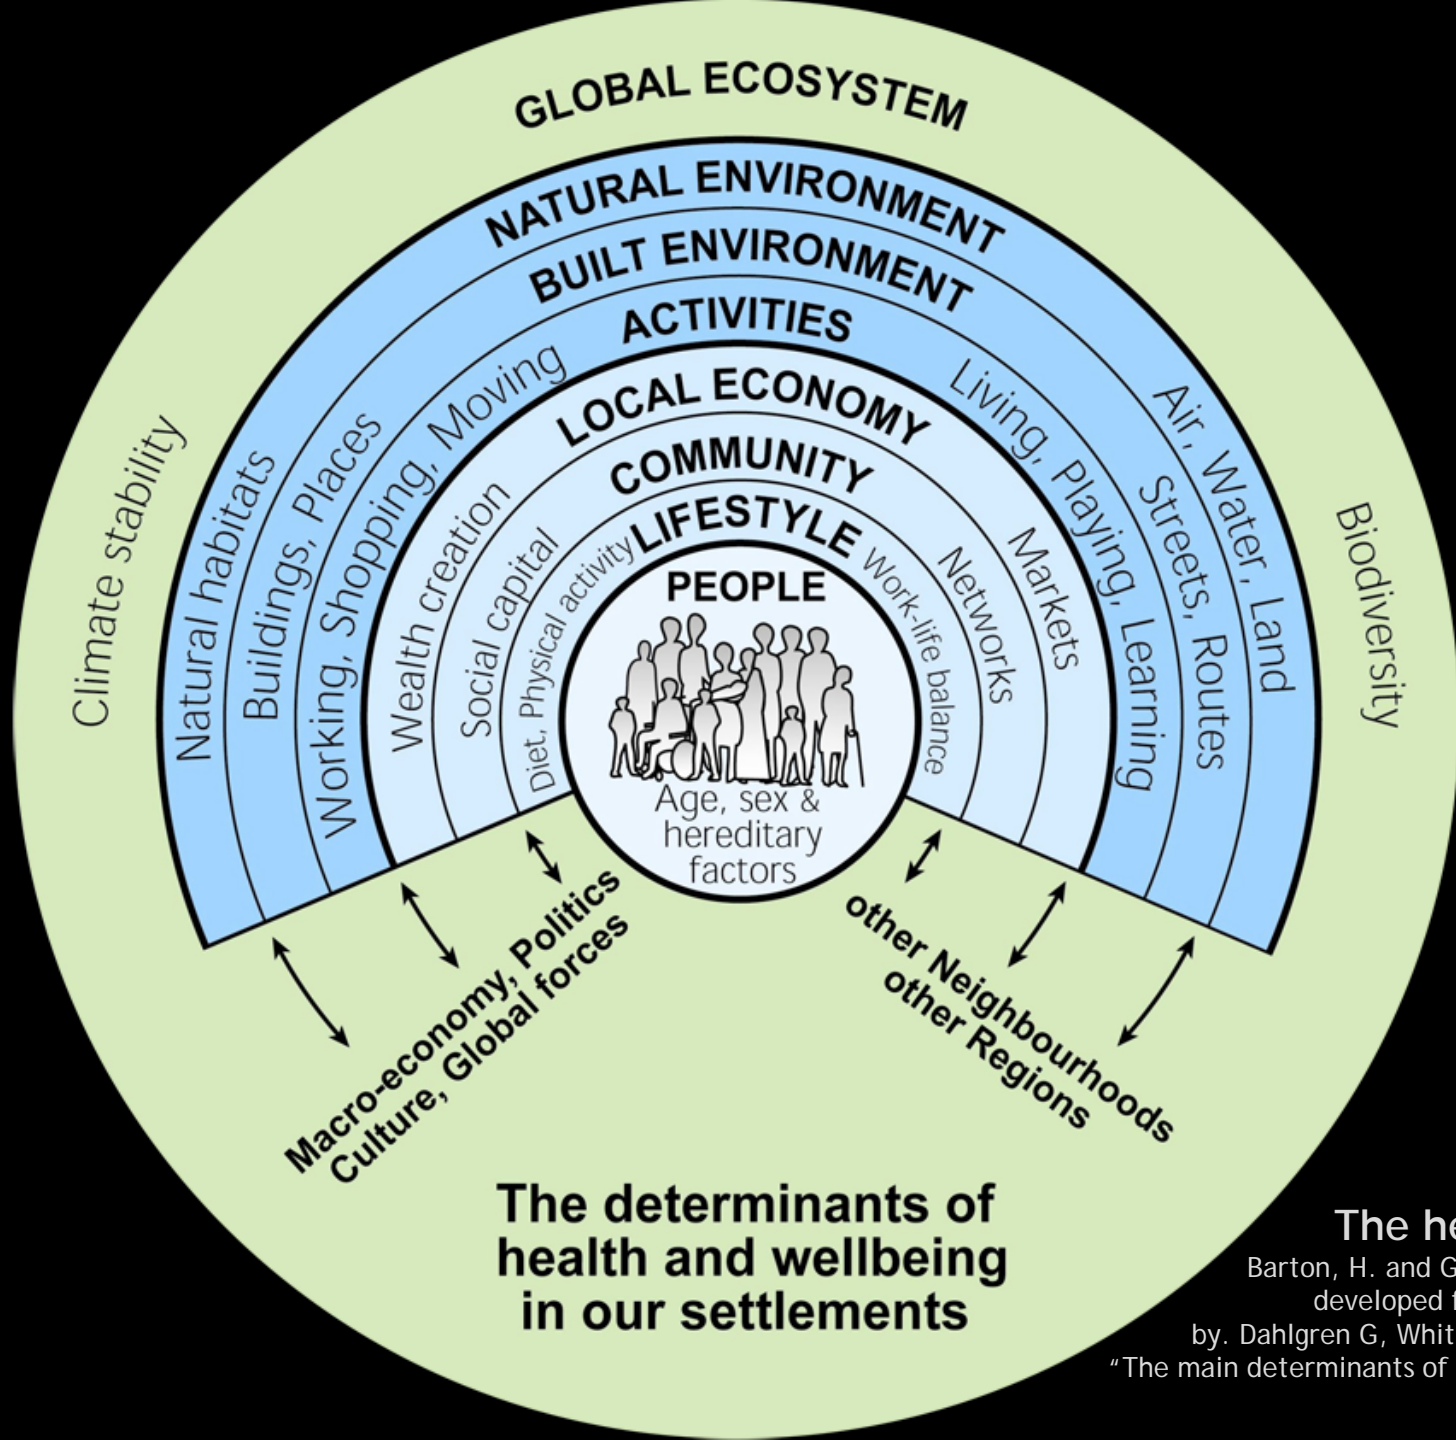 GLOBAL ECOSYSTEM
Climate stability
Biodiversity
NATURAL ENVIRONMENT
Natural habitats
Air, Water, Land
BUILT ENVIRONMENT
Buildings, Places
Streets, Routes
ACTIVITIES
Working, Shopping, Moving
Living, Playing, Learning
LOCAL ECONOMY
Wealth creation
Markets
COMMUNITY
Social capital
Networks
LIFESTYLE
Diet, Physical activity
Work-life balance
PEOPLE
Age, sex &
hereditary
factors
Macro-economy, Politics
Culture, Global forces
other Neighbourhoods
other Regions
The determinants of
health and wellbeing
in our settlements
The
Barton, H. and
developed
by. Dahlgren G,
“The main determinants of